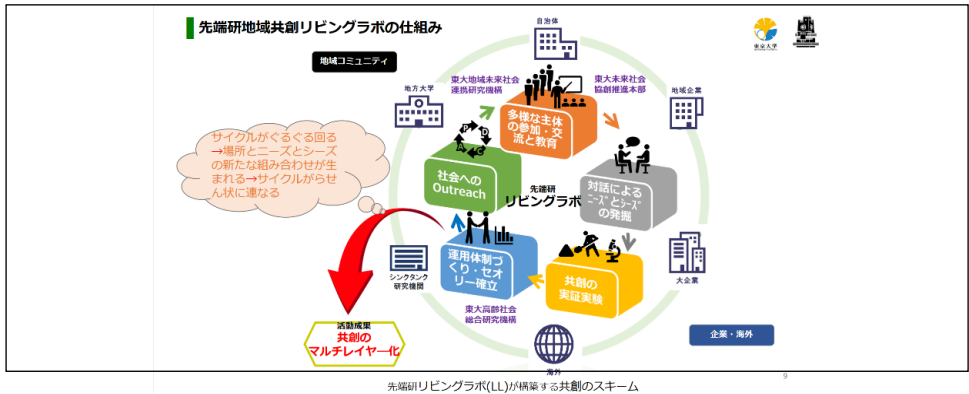 先端研地域共創リビングラボの仕組み
東京大学
自治体
地域コミュニティ
東大地域未来社会
連携研究機構
東大未来社会
協創推進本部
地方大学
地域企業
多様な主体
の参加・交
流と教育
P
D
C
A
サイクルがぐるぐる回る
→場所とニーズとシーズ
の新たな組み合わせが生
まれる→サイクルがらせ
ん状に連なる
社会への
Outreach
先端研
リビングラボ
対話による
ﾆｰｽﾞとｼｰｽﾞ
の発掘
運用体制づ
くり・セオ
リー確立
共創の
実証実験
シンクタンク
研究機関
大企業
東大高齢社会
総合研究機構
活動成果
共創の
マルチレイヤー化
企業・海外
海外
9
先端研リビングラボ(LL)が構築する共創のスキーム